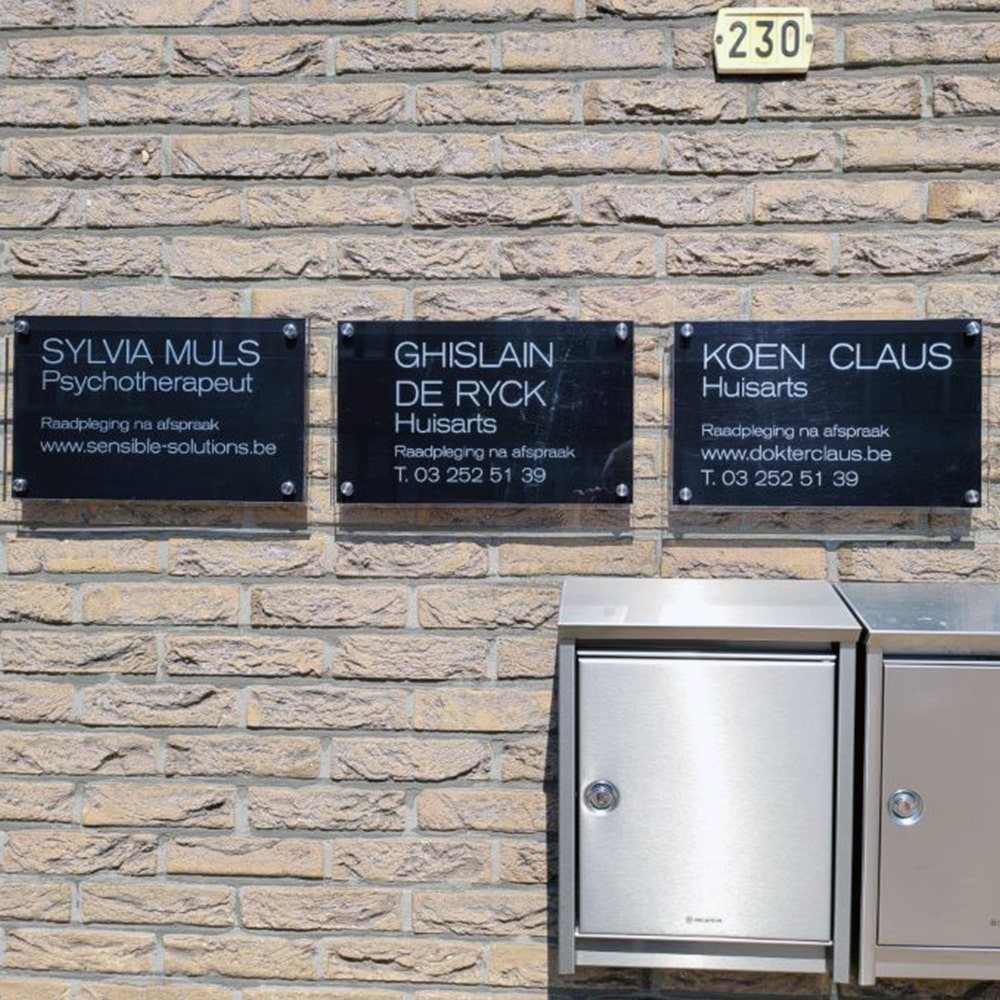 230
SYLVIA MULS
Psychotherapeut
Raadpleging na afspraak
www.sensible-solutions.be
GHISLAIN
DE RYCK
Huisarts
Raadpleging na afspraak
T. 03 252 51 39
KOEN CLAUS
Huisarts
Raadpleging na afspraak
www.dokterclaus.be
T. 03 252 51 39